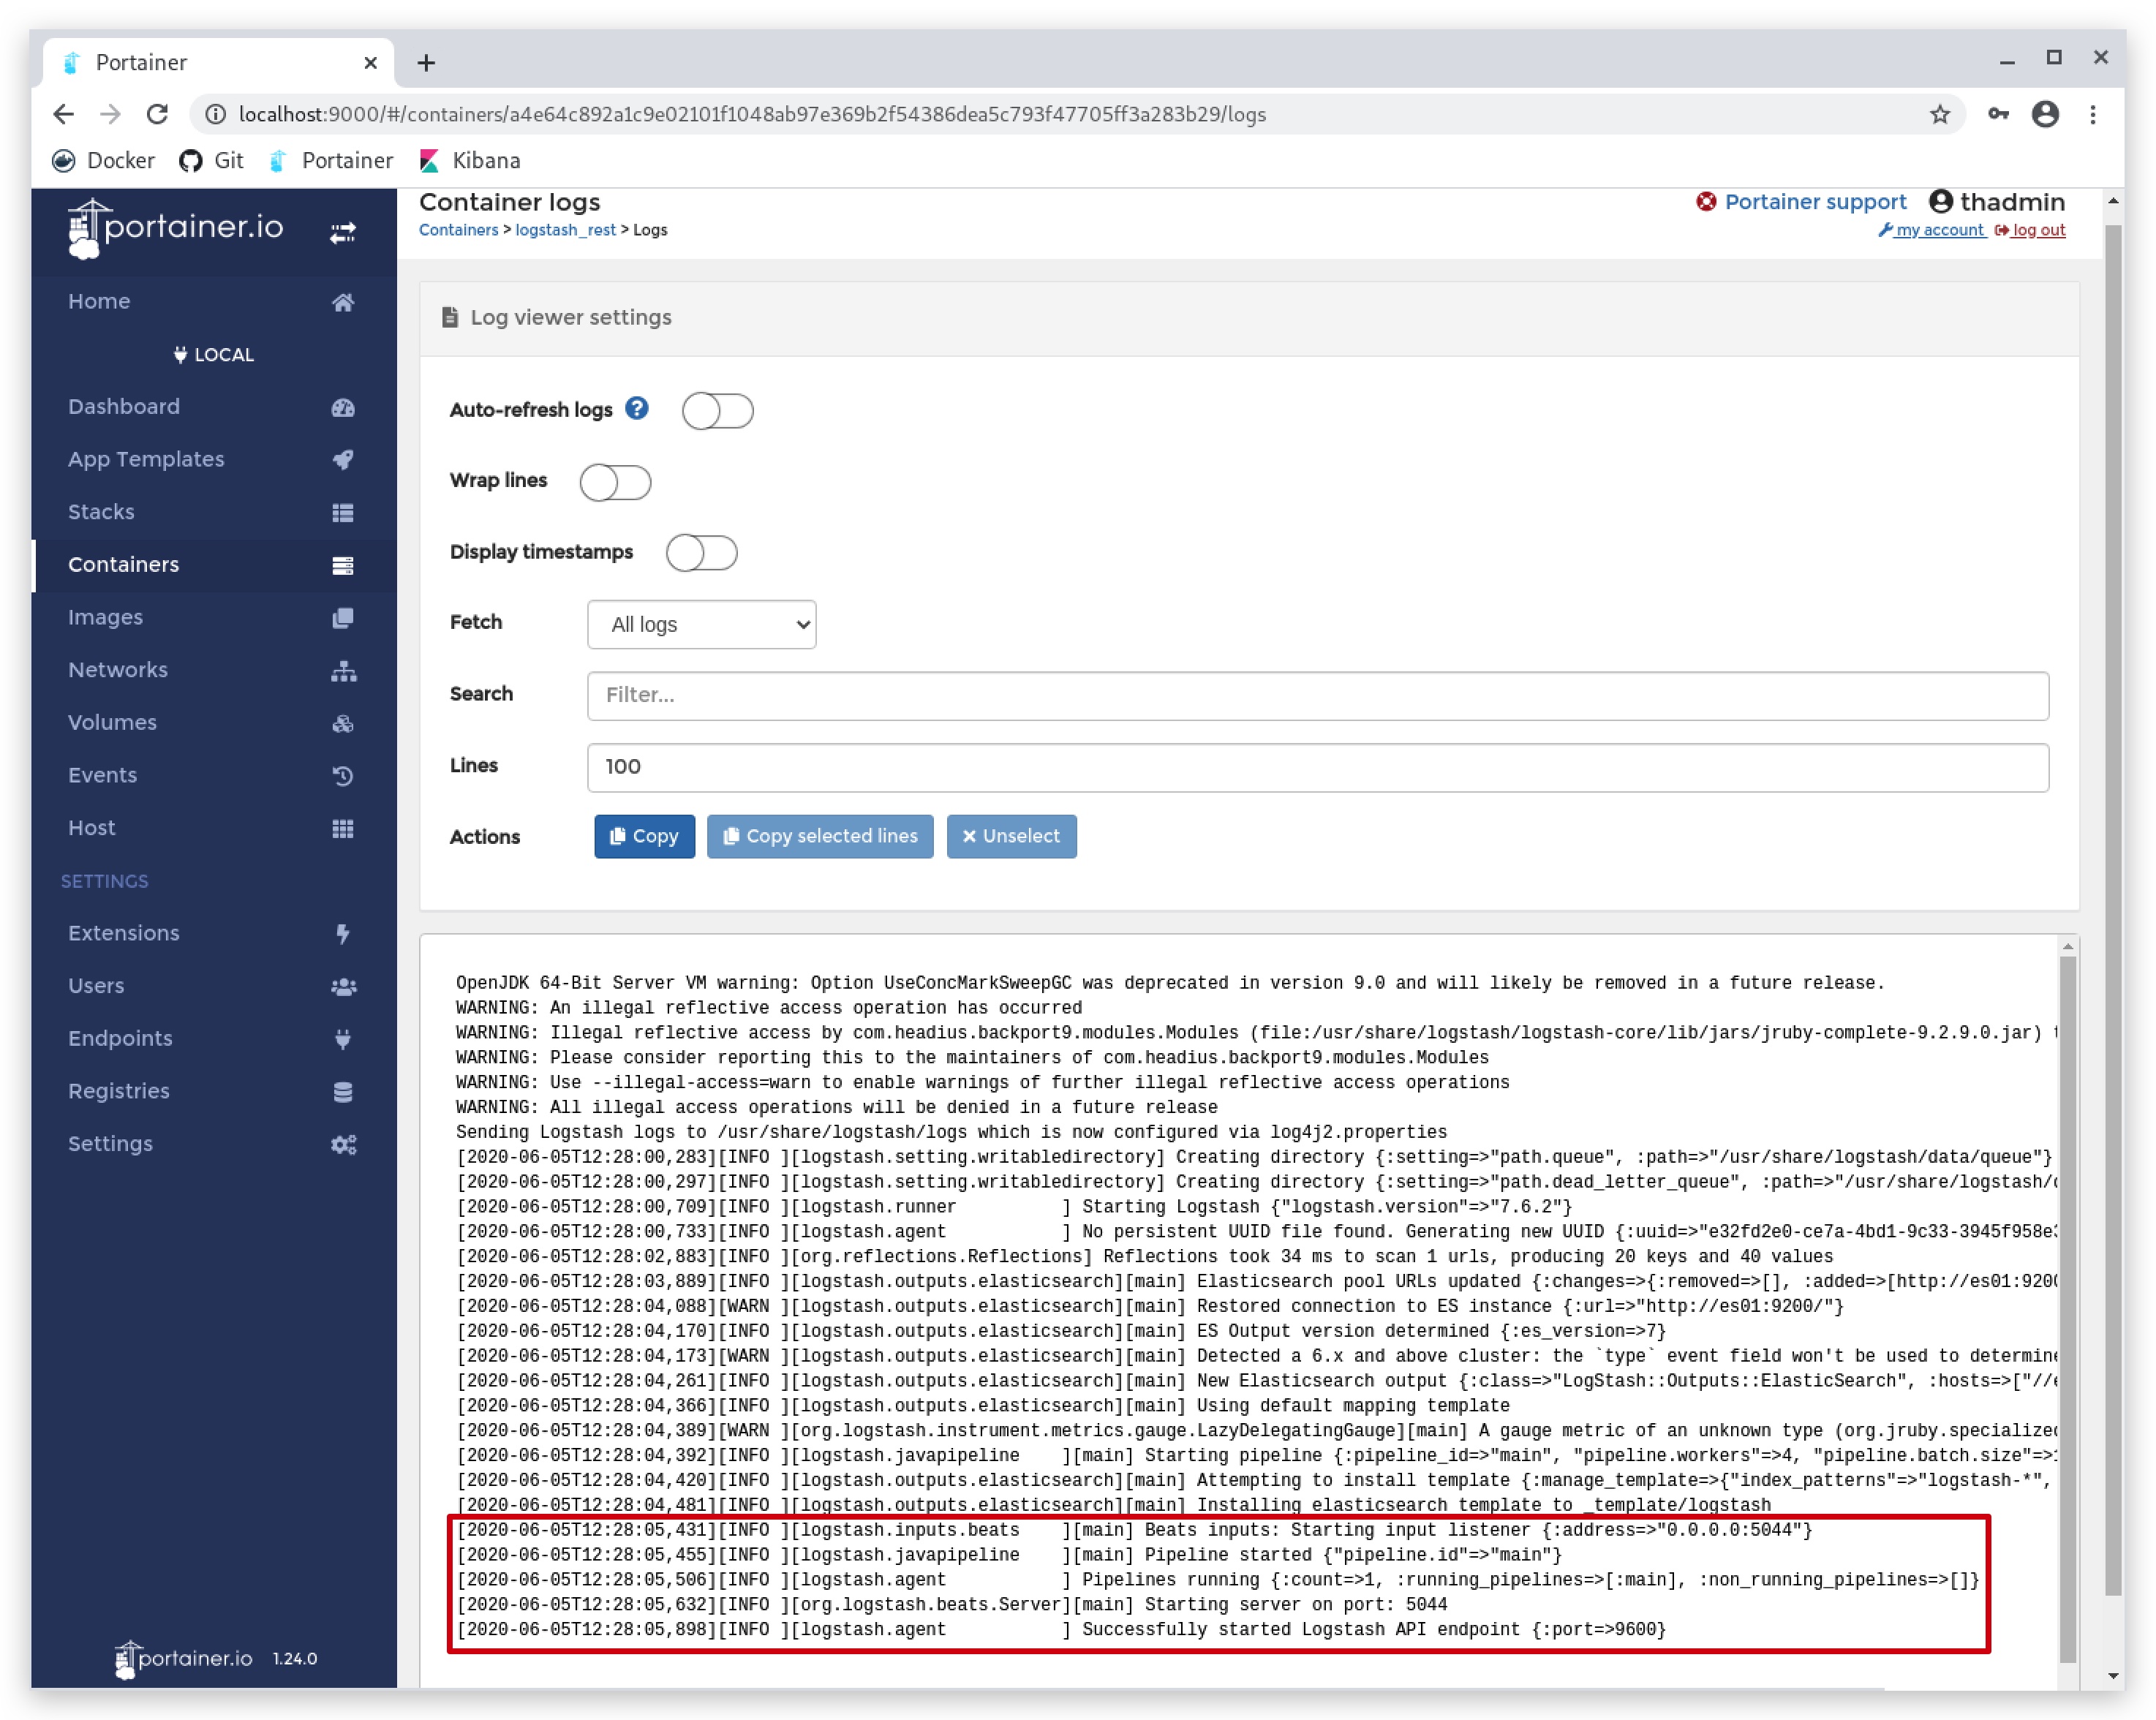 Portainer
localhost:9000/#/containers/a4e64c892a1c9e02101f1048ab97e369b2f54386dea5c793f47705ff3a283b29/logs
Docker Git Portainer Kibana
portainer.io
Home
LOCAL
Dashboard
App Templates
Stacks
Containers
Images
Networks
Volumes
Events
Host
SETTINGS
Extensions
Users
Endpoints
Registries
Settings
portainer.io 1.24.0
Container logs
Containers > logstash_rest > Logs
Portainer support thadmin
my account log out
Log viewer settings
Auto-refresh logs
Wrap lines
Display timestamps
Fetch All logs
Search Filter...
Lines 100
Actions Copy Copy selected lines Unselect
OpenJDK 64-Bit Server VM warning: Option UseConcMarkSweepGC was deprecated in version 9.0 and will likely be removed in a future release.
WARNING: An illegal reflective access operation has occurred
WARNING: Illegal reflective access by com.headius.backport9.modules.Modules (file:/usr/share/logstash/logstash-core/lib/jars/jruby-complete-9.2.9.0.jar) t
WARNING: Please consider reporting this to the maintainers of com.headius.backport9.modules.Modules
WARNING: Use --illegal-access=warn to enable warnings of further illegal reflective access operations
WARNING: All illegal access operations will be denied in a future release
Sending Logstash logs to /usr/share/logstash/logs which is now configured via log4j2.properties
[2020-06-05T12:28:00,283][INFO ][logstash.setting.writabledirectory] Creating directory {:setting=>"path.queue", :path=>"/usr/share/logstash/data/queue"}
[2020-06-05T12:28:00,297][INFO ][logstash.setting.writabledirectory] Creating directory {:setting=>"path.dead_letter_queue", :path=>"/usr/share/logstash/
[2020-06-05T12:28:00,709][INFO ][logstash.runner          ] Starting Logstash {"logstash.version"=>"7.6.2"}
[2020-06-05T12:28:00,733][INFO ][logstash.agent           ] No persistent UUID file found. Generating new UUID {:uuid=>"e32fd2e0-ce7a-4bd1-9c33-3945f958e3
[2020-06-05T12:28:02,883][INFO ][org.reflections.Reflections] Reflections took 34 ms to scan 1 urls, producing 20 keys and 40 values
[2020-06-05T12:28:03,889][INFO ][logstash.outputs.elasticsearch][main] Elasticsearch pool URLs updated {:changes=>{:removed=>[], :added=>[http://es01:9200
[2020-06-05T12:28:04,088][WARN ][logstash.outputs.elasticsearch][main] Restored connection to ES instance {:url=>"http://es01:9200/"}
[2020-06-05T12:28:04,170][INFO ][logstash.outputs.elasticsearch][main] ES Output version determined {:es_version=>7}
[2020-06-05T12:28:04,173][WARN ][logstash.outputs.elasticsearch][main] Detected a 6.x and above cluster: the `type` event field won't be used to determine
[2020-06-05T12:28:04,261][INFO ][logstash.outputs.elasticsearch][main] New Elasticsearch output {:class=>"LogStash::Outputs::ElasticSearch", :hosts=>["//
[2020-06-05T12:28:04,366][INFO ][logstash.outputs.elasticsearch][main] Using default mapping template
[2020-06-05T12:28:04,389][WARN ][org.logstash.instrument.metrics.gauge.LazyDelegatingGauge][main] A gauge metric of an unknown type (org.jruby.specialized
[2020-06-05T12:28:04,392][INFO ][logstash.javapipeline    ][main] Starting pipeline {:pipeline_id=>"main", "pipeline.workers"=>4, "pipeline.batch.size"=>1
[2020-06-05T12:28:04,420][INFO ][logstash.outputs.elasticsearch][main] Attempting to install template {:manage_template=>{"index_patterns"=>"logstash-*",
[2020-06-05T12:28:04,481][INFO ][logstash.outputs.elasticsearch][main] Installing elasticsearch template to _template/logstash
[2020-06-05T12:28:05,431][INFO ][logstash.inputs.beats    ][main] Beats inputs: Starting input listener {:address=>"0.0.0.0:5044"}
[2020-06-05T12:28:05,455][INFO ][logstash.javapipeline    ][main] Pipeline started {"pipeline.id"=>"main"}
[2020-06-05T12:28:05,506][INFO ][logstash.agent           ] Pipelines running {:count=>1, :running_pipelines=>[:main], :non_running_pipelines=>[]}
[2020-06-05T12:28:05,632][INFO ][org.logstash.beats.Server][main] Starting server on port: 5044
[2020-06-05T12:28:05,898][INFO ][logstash.agent           ] Successfully started Logstash API endpoint {:port=>9600}